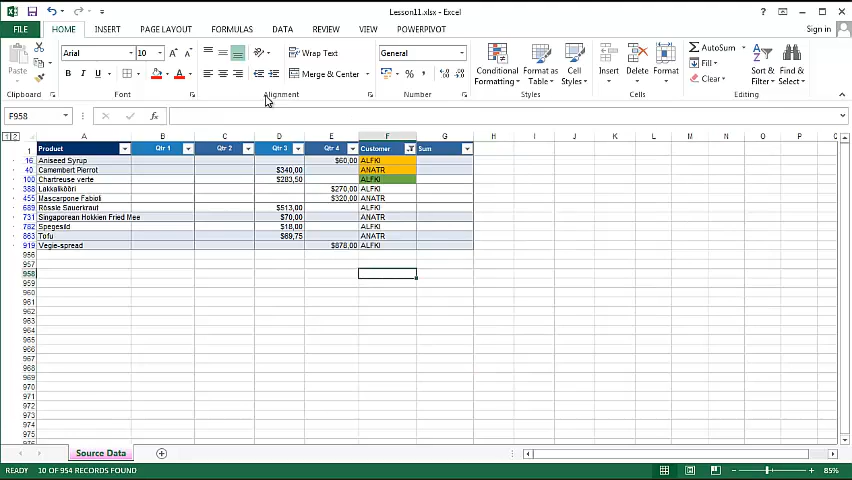 Lesson11.xlsx - Excel
Sign in
FILE HOME INSERT PAGE LAYOUT FORMULAS DATA REVIEW VIEW POWERPIVOT
Paste
Arial 10
B I U
Wrap Text
Merge & Center
General
%
Conditional Formatting
Format as Table
Cell Styles
Insert
Delete
Format
AutoSum
Fill
Clear
Sort & Filter
Find & Select
Clipboard Font Alignment Number Styles Cells Editing
F958 fx
1 2
A B C D E F G H I J K L M N O P
1 Product Qtr 1 Qtr 2 Qtr 3 Qtr 4 Customer Sum
16 Aniseed Syrup $60,00 ALFKI
40 Camembert Pierrot $340,00 ANATR
100 Chartreuse verte $283,50 ALFKI
388 Lakkalikööri $270,00 ALFKI
455 Mascarpone Fabioli $320,00 ANATR
689 Rössle Sauerkraut $513,00 ALFKI
731 Singaporean Hokkien Fried Mee $70,00 ANATR
782 Spegesild $18,00 ALFKI
863 Tofu $69,75 ANATR
919 Vegie-spread $878,00 ALFKI
956
957
958
959
960
961
962
963
964
965
966
967
968
969
970
971
972
973
974
975
Source Data
READY 10 OF 954 RECORDS FOUND 85%